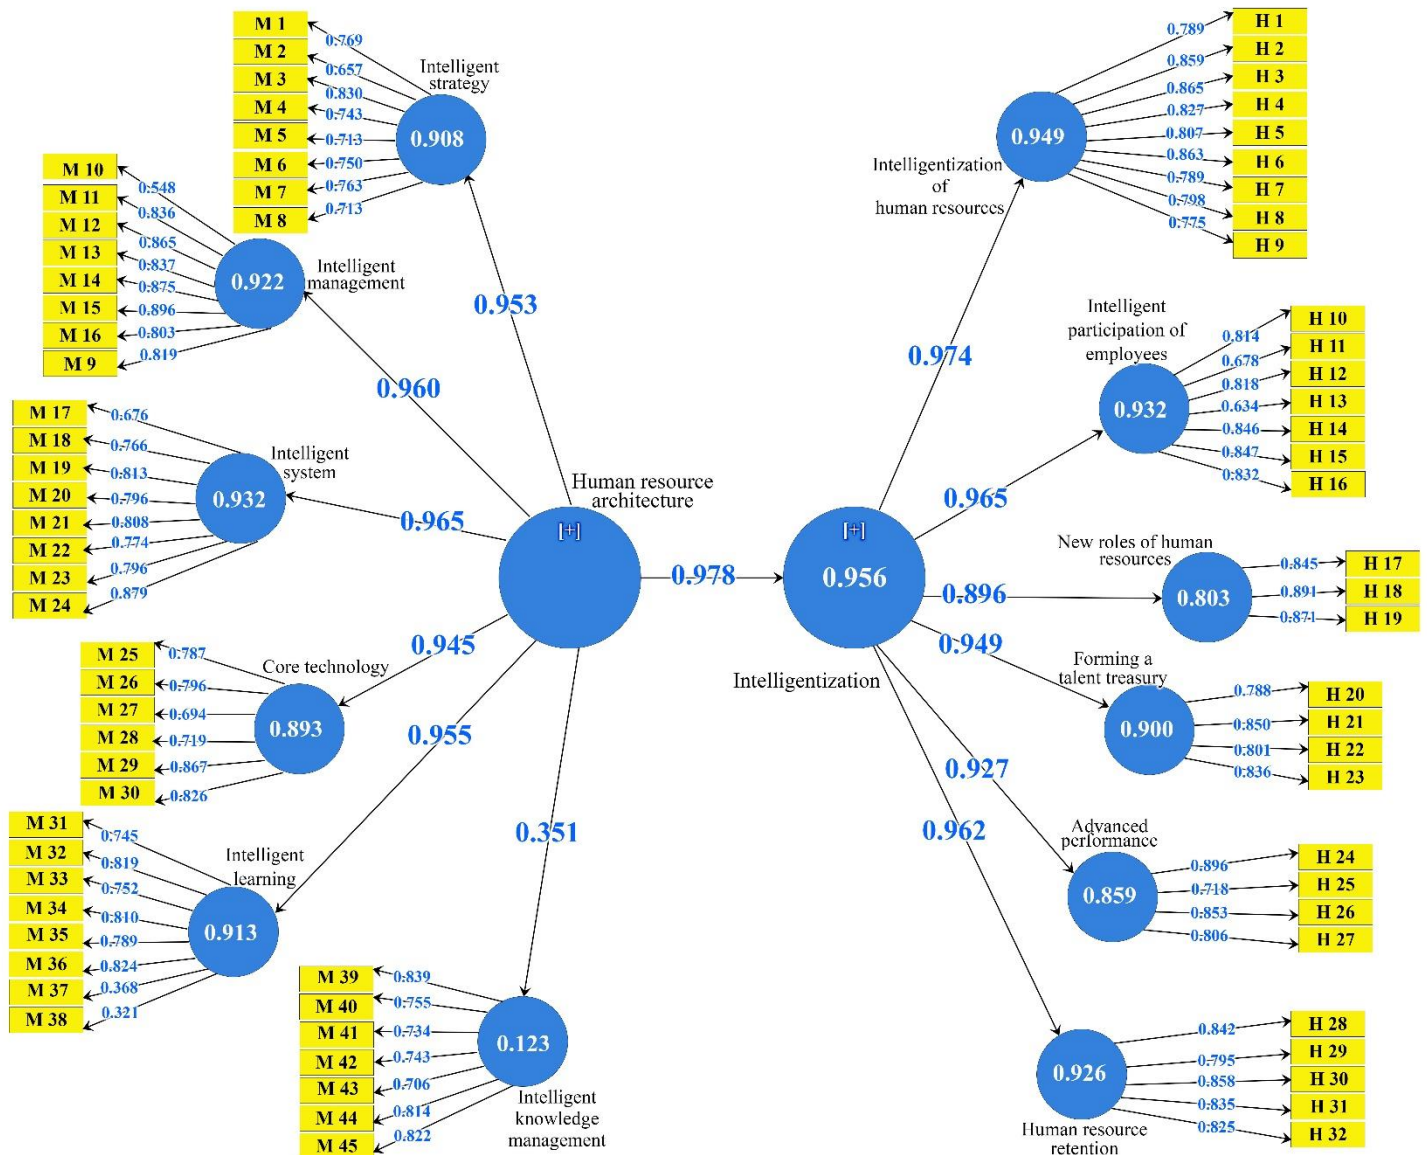 M 1
M 2
M 3
M 4
M 5
M 6
M 7
M 8
0.769
0.657
0.830
0.743
0.713
0.750
0.763
0.713
Intelligent
strategy
0.908
M 10
M 11
M 12
M 13
M 14
M 15
M 16
M 9
0.548
0.836
0.865
0.837
0.875
0.896
0.803
0.819
Intelligent
management
0.922
M 17
M 18
M 19
M 20
M 21
M 22
M 23
M 24
0.676
0.766
0.813
0.796
0.808
0.774
0.796
0.879
Intelligent
system
0.932
M 25
M 26
M 27
M 28
M 29
M 30
0.787
0.796
0.694
0.719
0.867
0.826
Core technology
0.893
M 31
M 32
M 33
M 34
M 35
M 36
M 37
M 38
0.745
0.819
0.752
0.810
0.789
0.824
0.368
0.321
Intelligent
learning
0.913
M 39
M 40
M 41
M 42
M 43
M 44
M 45
0.839
0.755
0.734
0.743
0.706
0.814
0.822
0.123
Intelligent
knowledge
management
0.953
0.960
0.965
0.945
0.955
0.351
Human resource
architecture
[+]
0.978
[+]
0.956
Intelligentization
0.974
0.965
0.896
0.949
0.927
0.962
Intelligentization of
human resources
0.949
0.789
0.859
0.865
0.827
0.807
0.863
0.789
0.798
0.775
H 1
H 2
H 3
H 4
H 5
H 6
H 7
H 8
H 9
Intelligent
participation of
employees
0.932
0.814
0.678
0.818
0.634
0.846
0.847
0.832
H 10
H 11
H 12
H 13
H 14
H 15
H 16
New roles of human
resources
0.803
0.845
0.891
0.871
H 17
H 18
H 19
Forming a
talent treasury
0.900
0.788
0.850
0.801
0.836
H 20
H 21
H 22
H 23
Advanced
performance
0.859
0.896
0.718
0.853
0.806
H 24
H 25
H 26
H 27
0.926
Human resource
retention
0.842
0.795
0.858
0.835
0.825
H 28
H 29
H 30
H 31
H 32